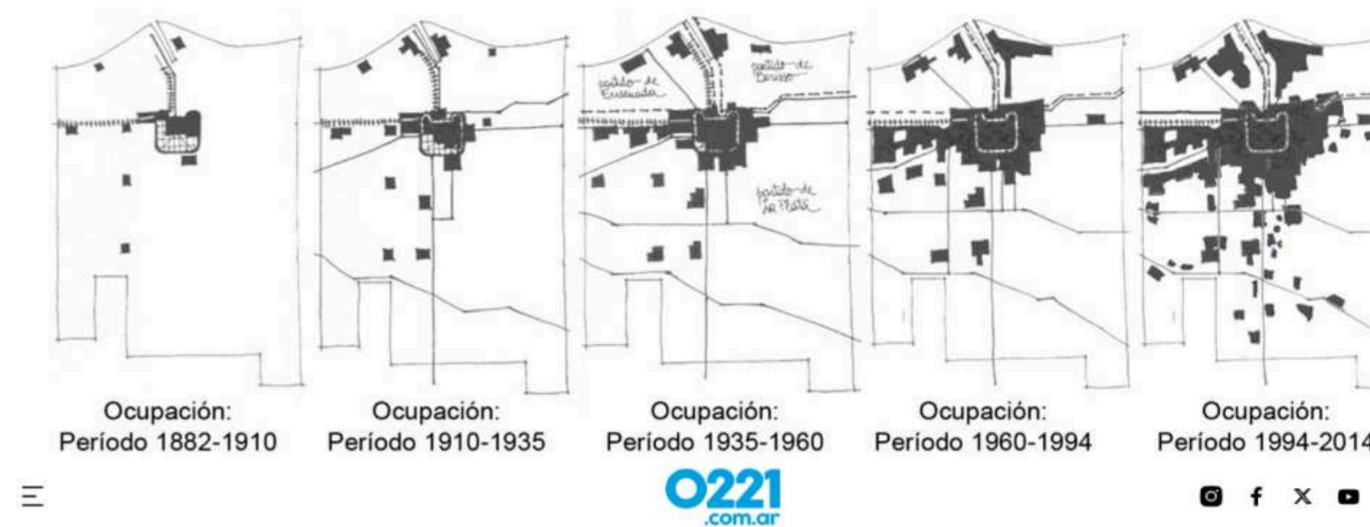 partido de
Ensenada
partido de
Berisso
partido de
La Plata
Ocupación:
Período 1882-1910
Ocupación:
Período 1910-1935
Ocupación:
Período 1935-1960
Ocupación:
Período 1960-1994
Ocupación:
Período 1994-2014
0221
.com.ar